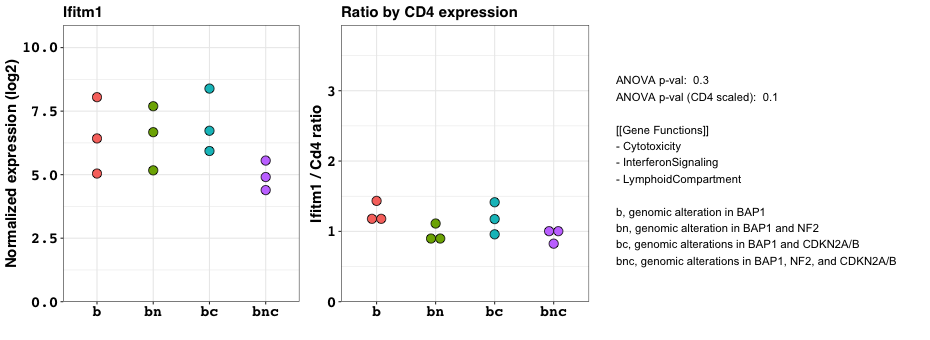 Ifitm1
Normalized expression (log2)
10.0
7.5
5.0
2.5
0.0
b bn bc bnc
Ratio by CD4 expression
Ifitm1 / Cd4 ratio
3
2
1
0
b bn bc bnc
ANOVA p-val: 0.3
ANOVA p-val (CD4 scaled): 0.1
[[Gene Functions]]
- Cytotoxicity
- InterferonSignaling
- LymphoidCompartment
b, genomic alteration in BAP1
bn, genomic alteration in BAP1 and NF2
bc, genomic alterations in BAP1 and CDKN2A/B
bnc, genomic alterations in BAP1, NF2, and CDKN2A/B